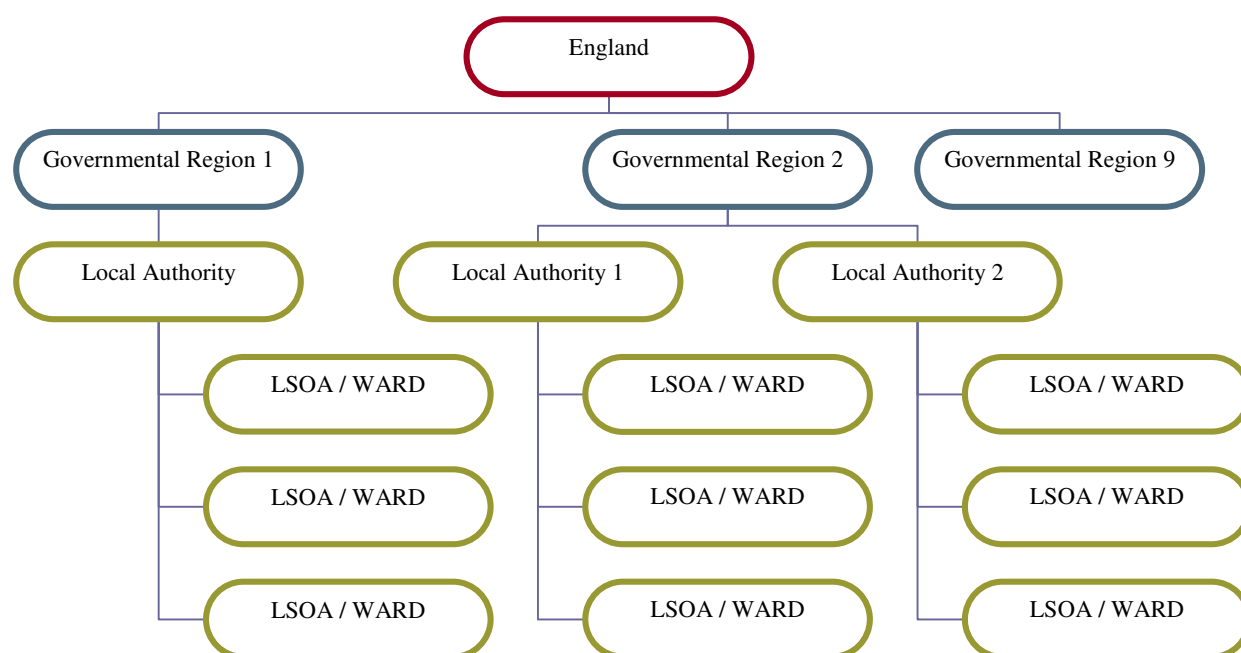 England
Governmental Region 1
Governmental Region 2
Governmental Region 9
Local Authority
Local Authority 1
Local Authority 2
LSOA / WARD
LSOA / WARD
LSOA / WARD
LSOA / WARD
LSOA / WARD
LSOA / WARD
LSOA / WARD
LSOA / WARD
LSOA / WARD